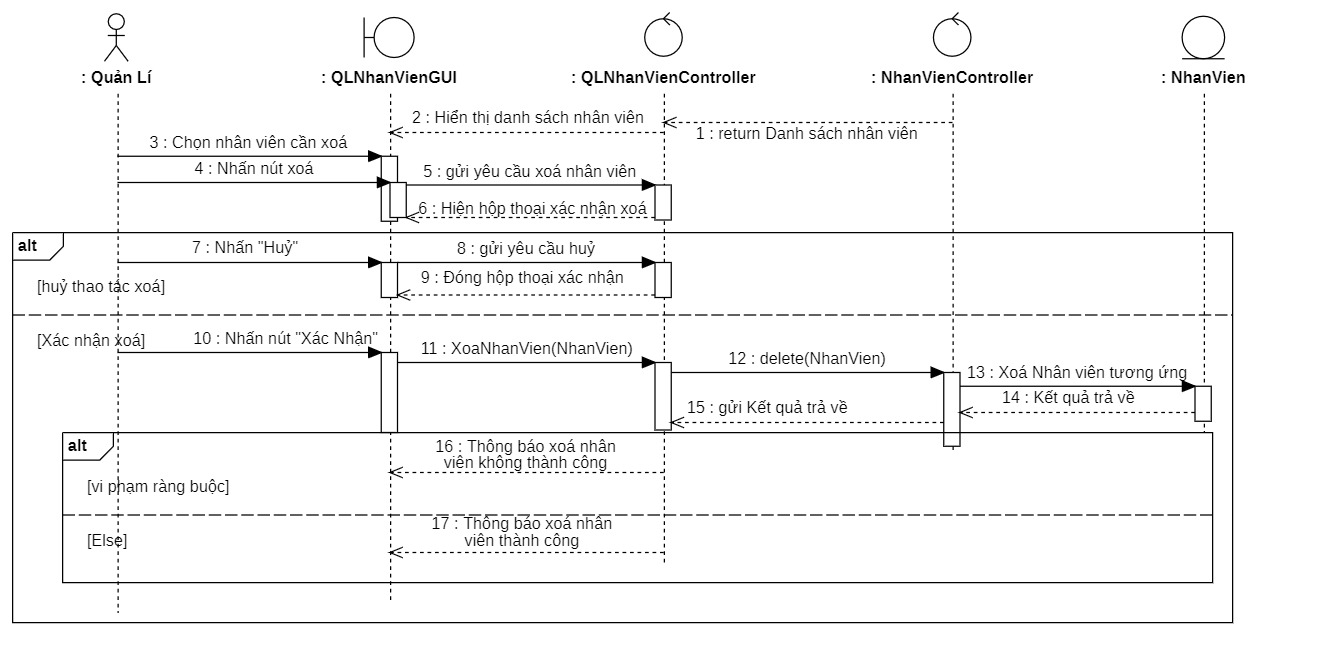 : Quản Lí
: QLNhanVienGUI
: QLNhanVienController
: NhanVienController
: NhanVien
2 : Hiển thị danh sách nhân viên
1 : return Danh sách nhân viên
3 : Chọn nhân viên cần xoá
4 : Nhấn nút xoá
5 : gửi yêu cầu xoá nhân viên
6 : Hiện hộp thoại xác nhận xoá
alt
7 : Nhấn "Huỷ"
8 : gửi yêu cầu huỷ
9 : Đóng hộp thoại xác nhận
[huỷ thao tác xoá]
[Xác nhận xoá]
10 : Nhấn nút "Xác Nhận"
11 : XoaNhanVien(NhanVien)
12 : delete(NhanVien)
13 : Xoá Nhân viên tương ứng
14 : Kết quả trả về
15 : gửi Kết quả trả về
alt
16 : Thông báo xoá nhân
viên không thành công
[vi phạm ràng buộc]
17 : Thông báo xoá nhân
viên thành công
[Else]